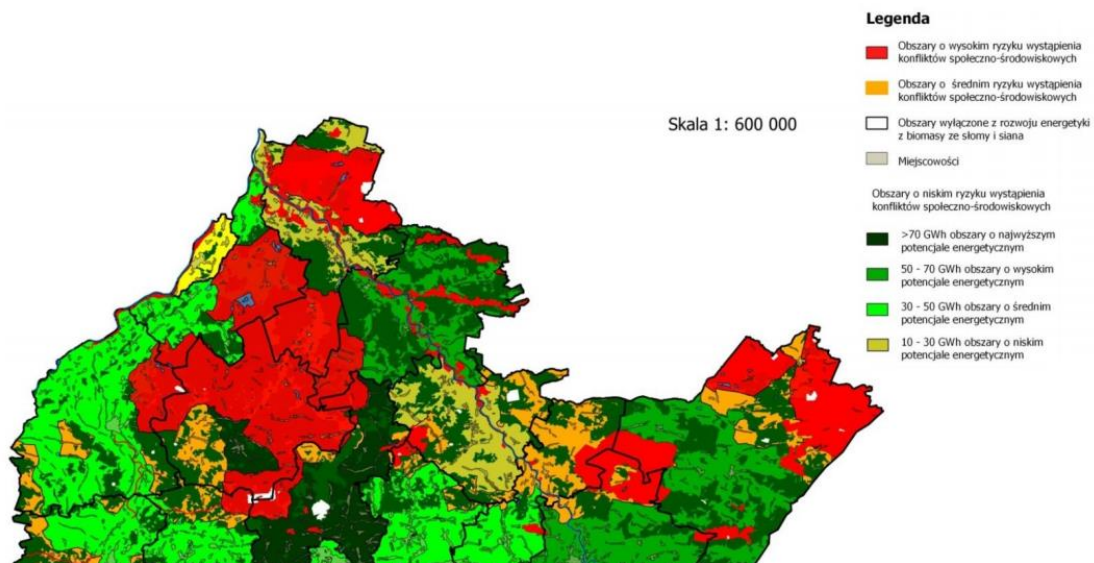 Legenda
Obszary o wysokim ryzyku wystąpienia
konfliktów społeczno-środowiskowych
Obszary o średnim ryzyku wystąpienia
konfliktów społeczno-środowiskowych
Skala 1: 600 000
Obszary wyłączone z rozwoju energetyki
z biomasy ze słomy i siana
Miejscowości
Obszary o niskim ryzyku wystąpienia
konfliktów społeczno-środowiskowych
>70 GWh obszary o najwyższym
potencjale energetycznym
50 - 70 GWh obszary o wysokim
potencjale energetycznym
30 - 50 GWh obszary o średnim
potencjale energetycznym
10 - 30 GWh obszary o niskim
potencjale energetycznym